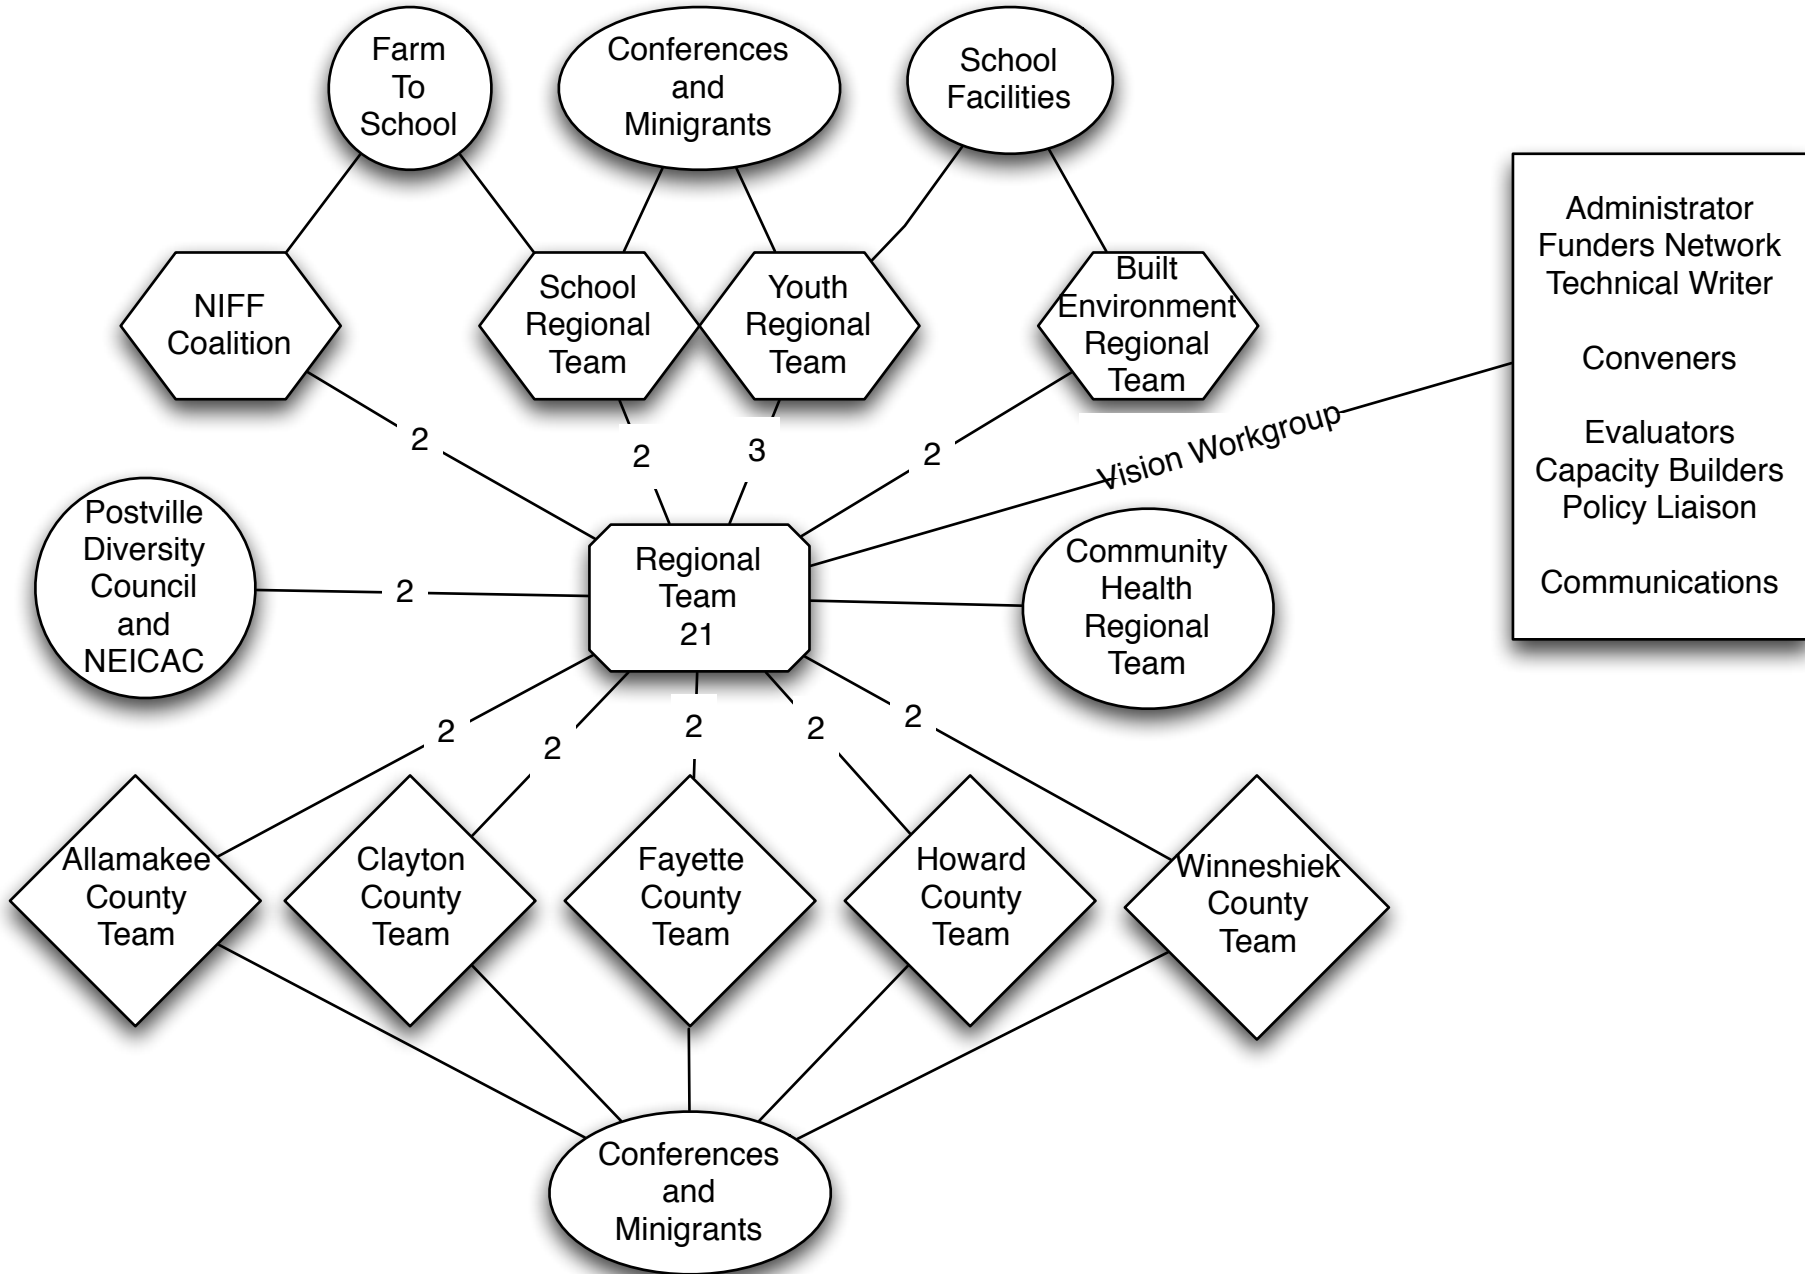 Farm
To
School
Conferences
and
Minigrants
School
Facilities
Administrator
Funders Network
Technical Writer
Conveners
Evaluators
Capacity Builders
Policy Liaison
Communications
NIFF
Coalition
School
Regional
Team
Youth
Regional
Team
Built
Environment
Regional
Team
2
2
3
2
Vision Workgroup
Postville
Diversity
Council
and
NEICAC
2
Regional
Team
21
Community
Health
Regional
Team
2
2
2
2
2
Allamakee
County
Team
Clayton
County
Team
Fayette
County
Team
Howard
County
Team
Winneshiek
County
Team
Conferences
and
Minigrants